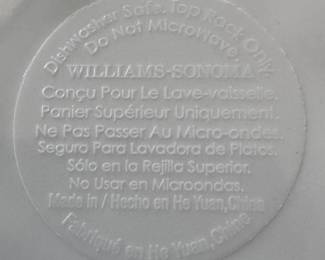 Dishwasher Safe. Top Rack Only.
Do Not Microwave.
WILLIAMS-SONOMA
Conçu Pour Le Lave-vaisselle.
Panier Supérieur Uniquement.
Ne Pas Passer Au Micro-ondes.
Seguro Para Lavadora de Platos.
Sólo en la Rejilla Superior.
No Usar en Microondas.
Made in / Hecho en He Yuan, China
Fabriqué en He Yuan, Chine